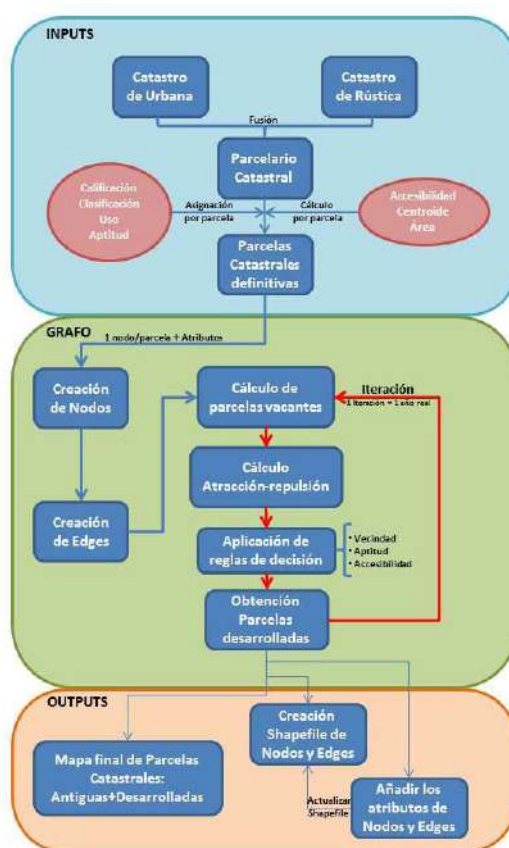 INPUTS
Catastro
de Urbana
Catastro
de Rústica
Fusión
Parcelario
Catastral
Calificación
Clasificación
Uso
Aptitud
Asignación
por parcela
Cálculo
por parcela
Accesibilidad
Centroide
Área
Parcelas
Catastrales
definitivas
GRAFO
1 nodo/parcela + Atributos
Creación
de Nodos
Cálculo de
parcelas vacantes
Iteración
1 Iteración = 1 año real
Cálculo
Atracción-repulsión
Creación
de Edges
Aplicación de
reglas de decisión
• Vecindad
• Aptitud
• Accesibilidad
Obtención
Parcelas
desarrolladas
OUTPUTS
Creación
Shapefile de
Nodos y Edges
Mapa final de Parcelas
Catastrales:
Antiguas+Desarrolladas
Actualizar
Shapefile
Añadir los
atributos de
Nodos y Edges